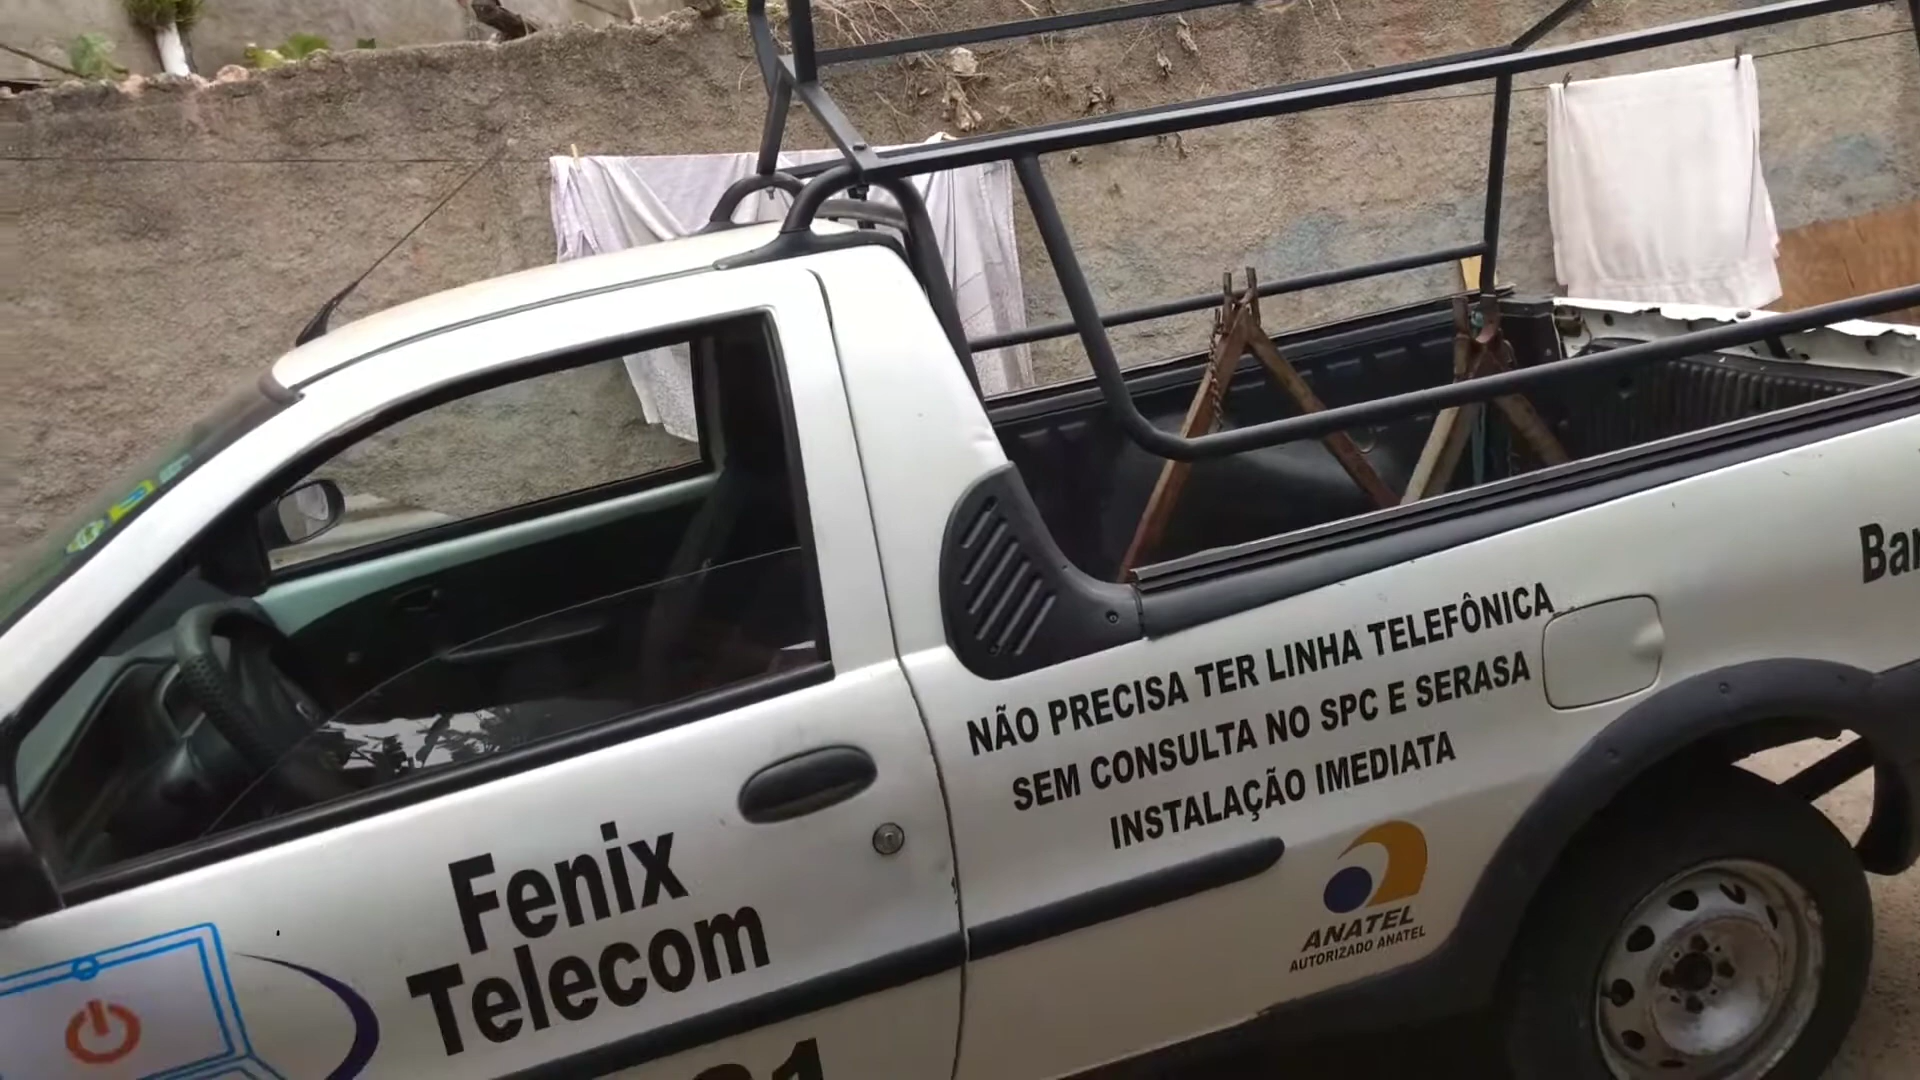 NÃO PRECISA TER LINHA TELEFÔNICA
SEM CONSULTA NO SPC E SERASA
INSTALAÇÃO IMEDIATA
Fenix
Telecom
ANATEL
AUTORIZADO ANATEL